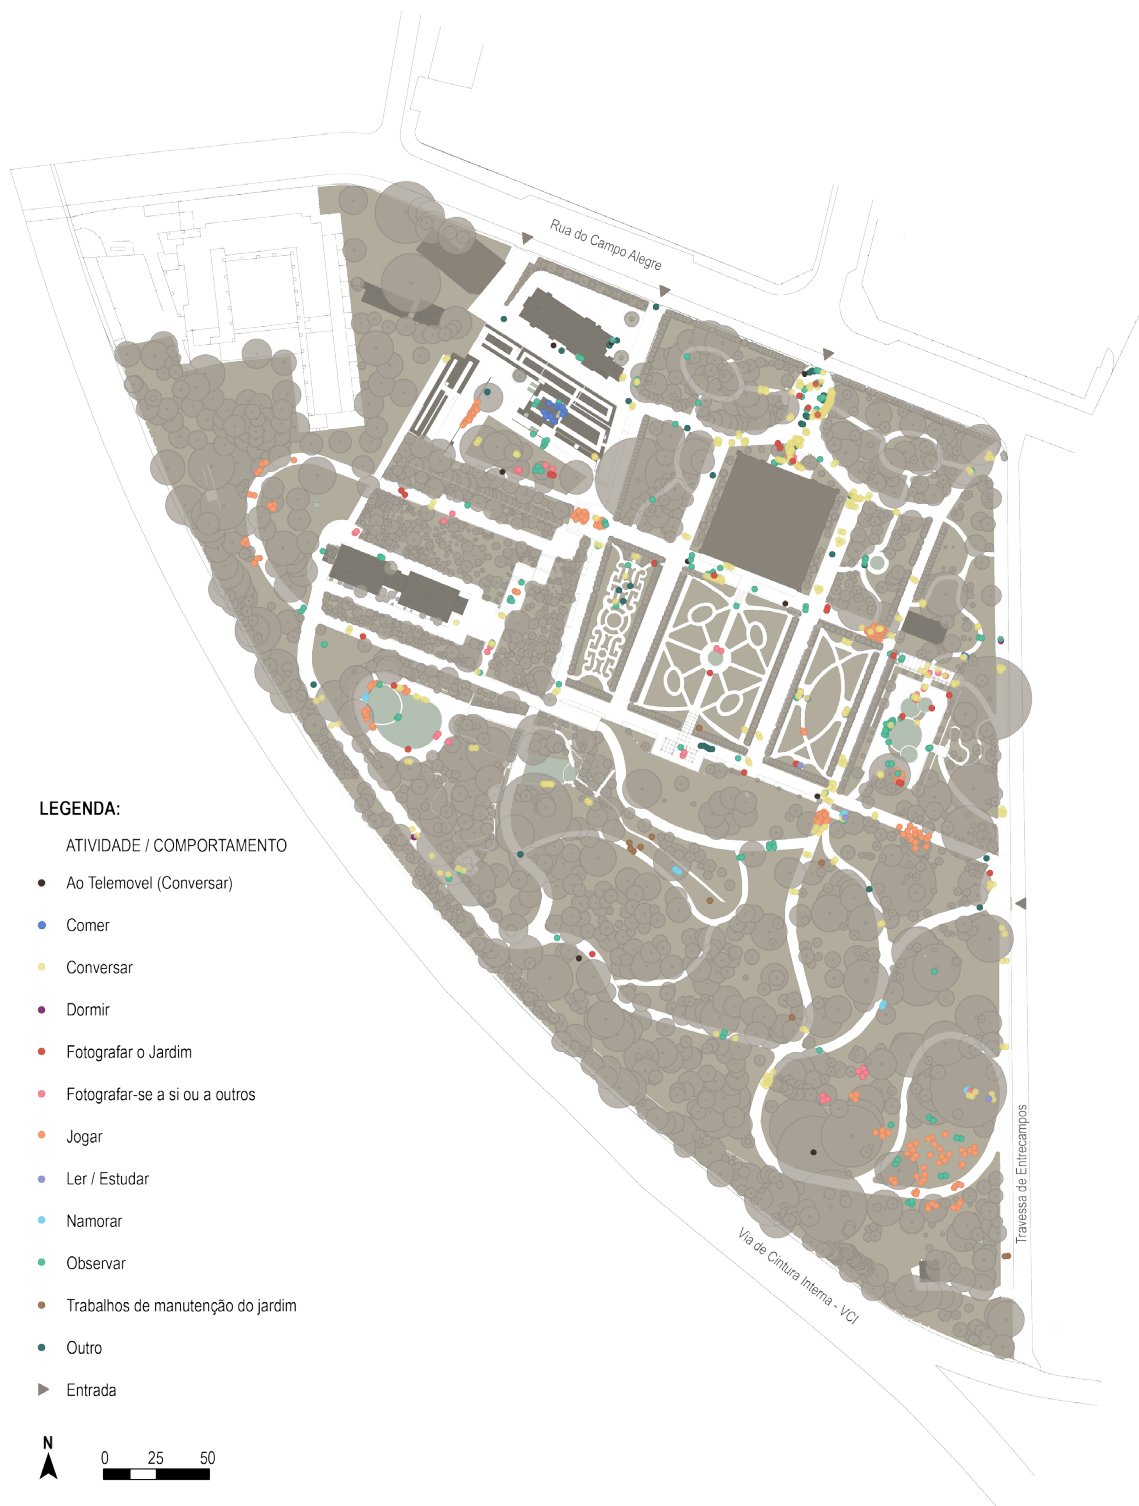 Rua do Campo Alegre
LEGENDA:
ATIVIDADE / COMPORTAMENTO
Ao Telemovel (Conversar)
Comer
Conversar
Dormir
Fotografar o Jardim
Fotografar-se a si ou a outros
Jogar
Ler / Estudar
Namorar
Observar
Trabalhos de manutenção do jardim
Outro
Entrada
Travessa de Entrecampos
Via de Cintura Interna - VCI
N
0 25 50